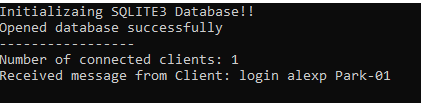 Initializaing SQLITE3 Database!!
Opened database successfully
-----------------
Number of connected clients: 1
Received message from Client: login alexp Park-01